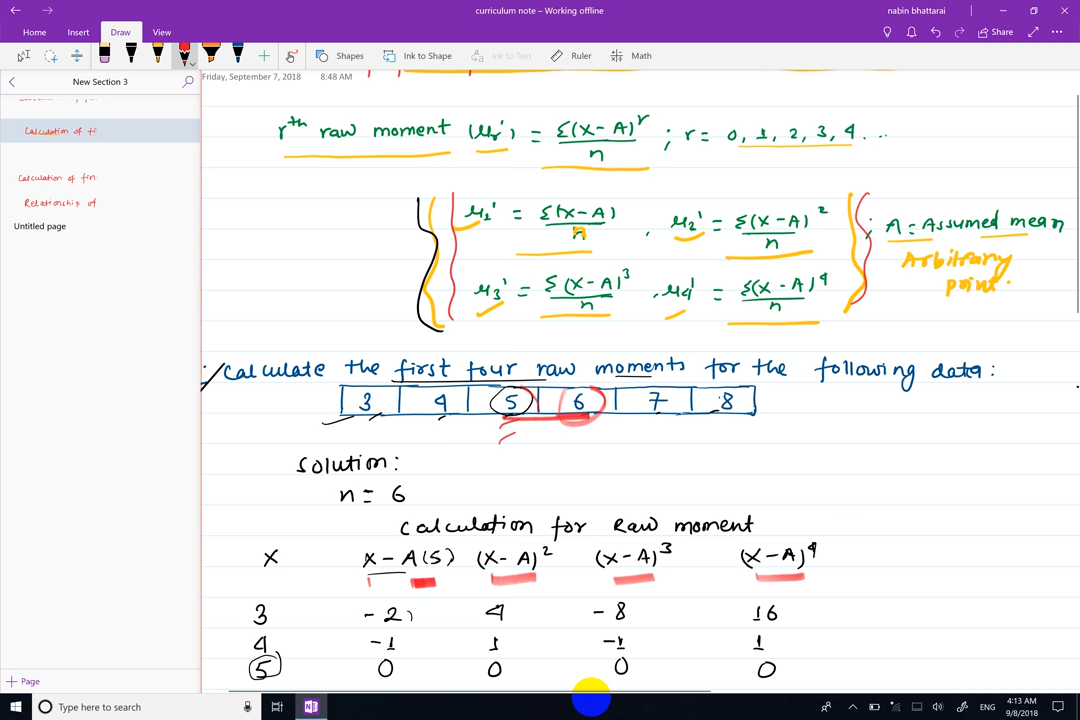 curriculum note – Working offline
nabin bhattarai
Home Insert Draw View
Share
Shapes Ink to Shape Ink to Text Ruler Math
New Section 3
Friday, September 7, 2018 8:48 AM
Calculation of fi
Calculation of fin
Relationship of
Untitled page
rth raw moment (μr') = Σ(X-A)^r / n ; r = 0, 1, 2, 3, 4 ...
μ1' = Σ(X-A) / n , μ2' = Σ(X-A)^2 / n ; A = Assumed mean
Arbitrary
point.
μ3' = Σ(X-A)^3 / n , μ4' = Σ(X-A)^4 / n
: Calculate the first four raw moments for the following data:
3 4 5 6 7 8
Solution:
n = 6
Calculation for Raw moment
X X-A(5) (X-A)^2 (X-A)^3 (X-A)^4
3 -2 4 -8 16
4 -1 1 -1 1
5 0 0 0 0
+ Page
Type here to search
ENG
4:13 AM
9/8/2018